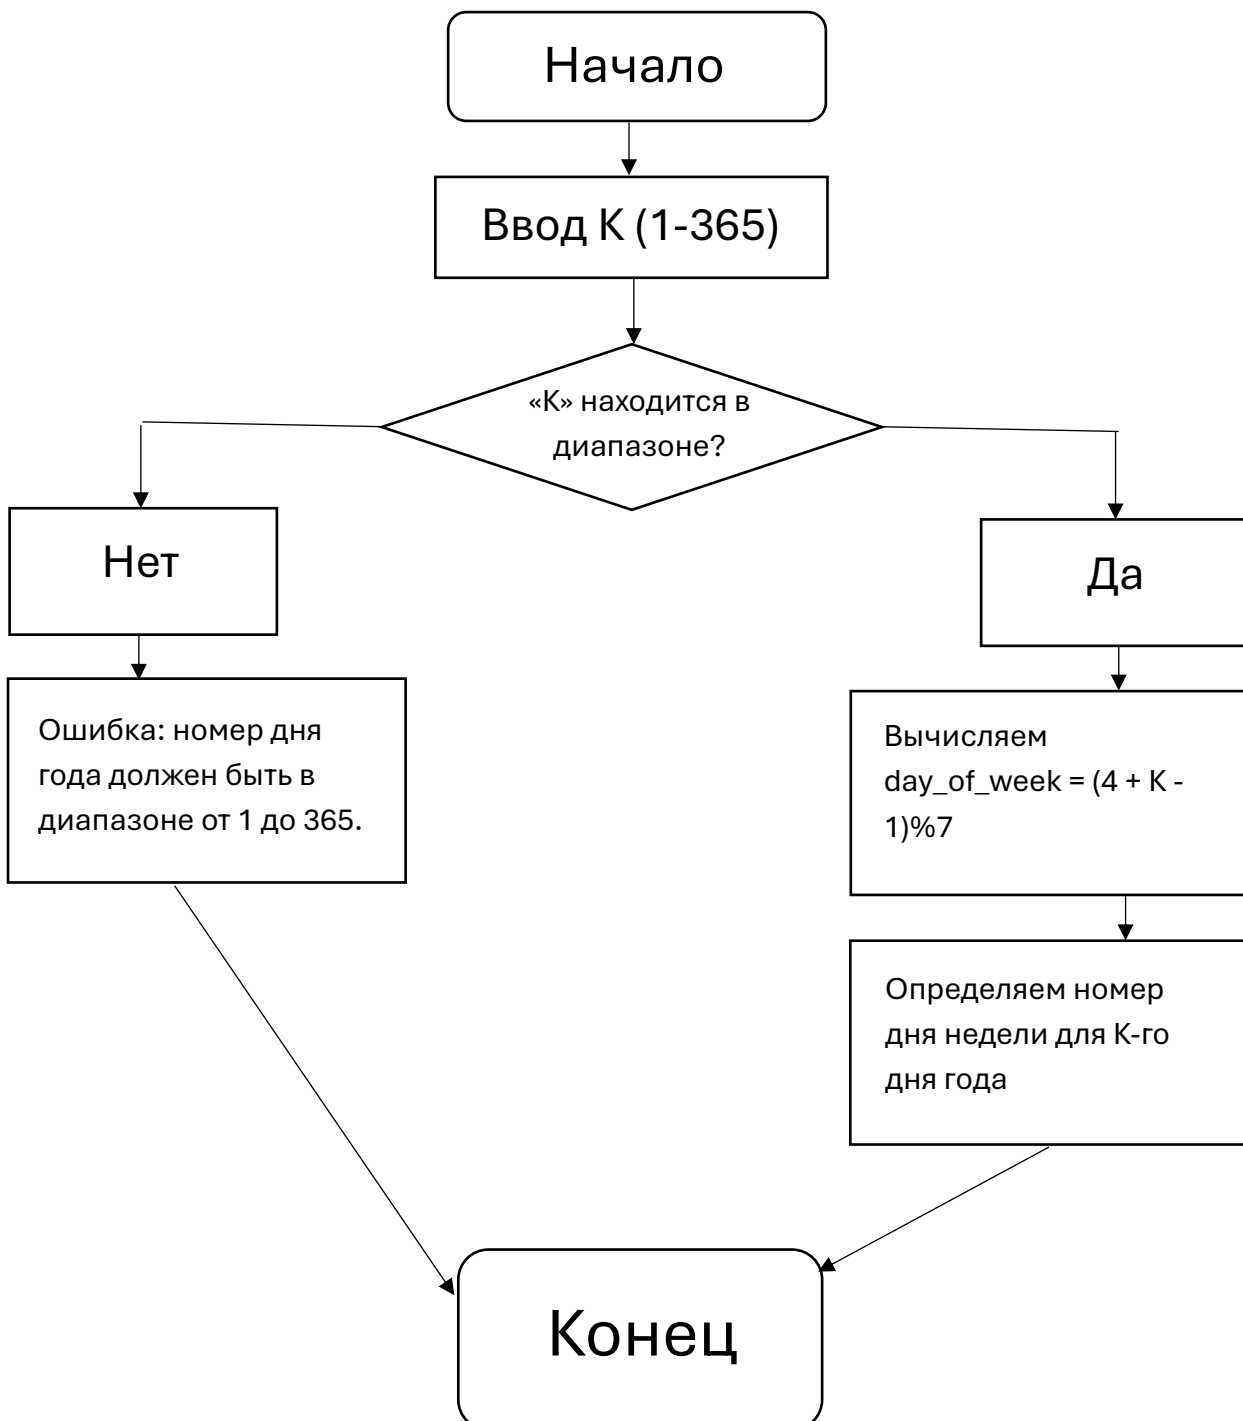 Начало
Ввод К (1-365)
«К» находится в
диапазоне?
Нет
Да
Ошибка: номер дня
года должен быть в
диапазоне от 1 до 365.
Вычисляем
day_of_week = (4 + K -
1)%7
Определяем номер
дня недели для К-го
дня года
Конец